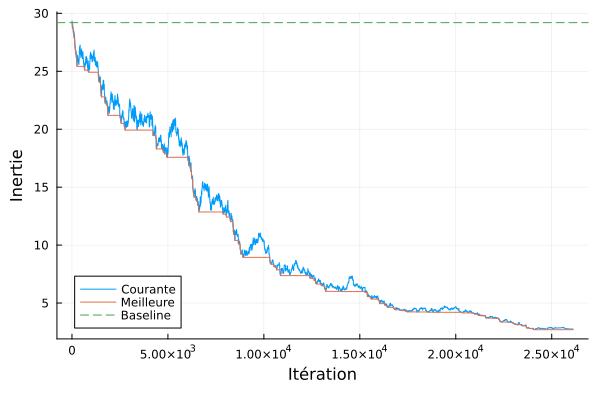 30
25
20
15
10
5
Inertie
Courante
Meilleure
Baseline
0 5.00×10³ 1.00×10⁴ 1.50×10⁴ 2.00×10⁴ 2.50×10⁴
Itération